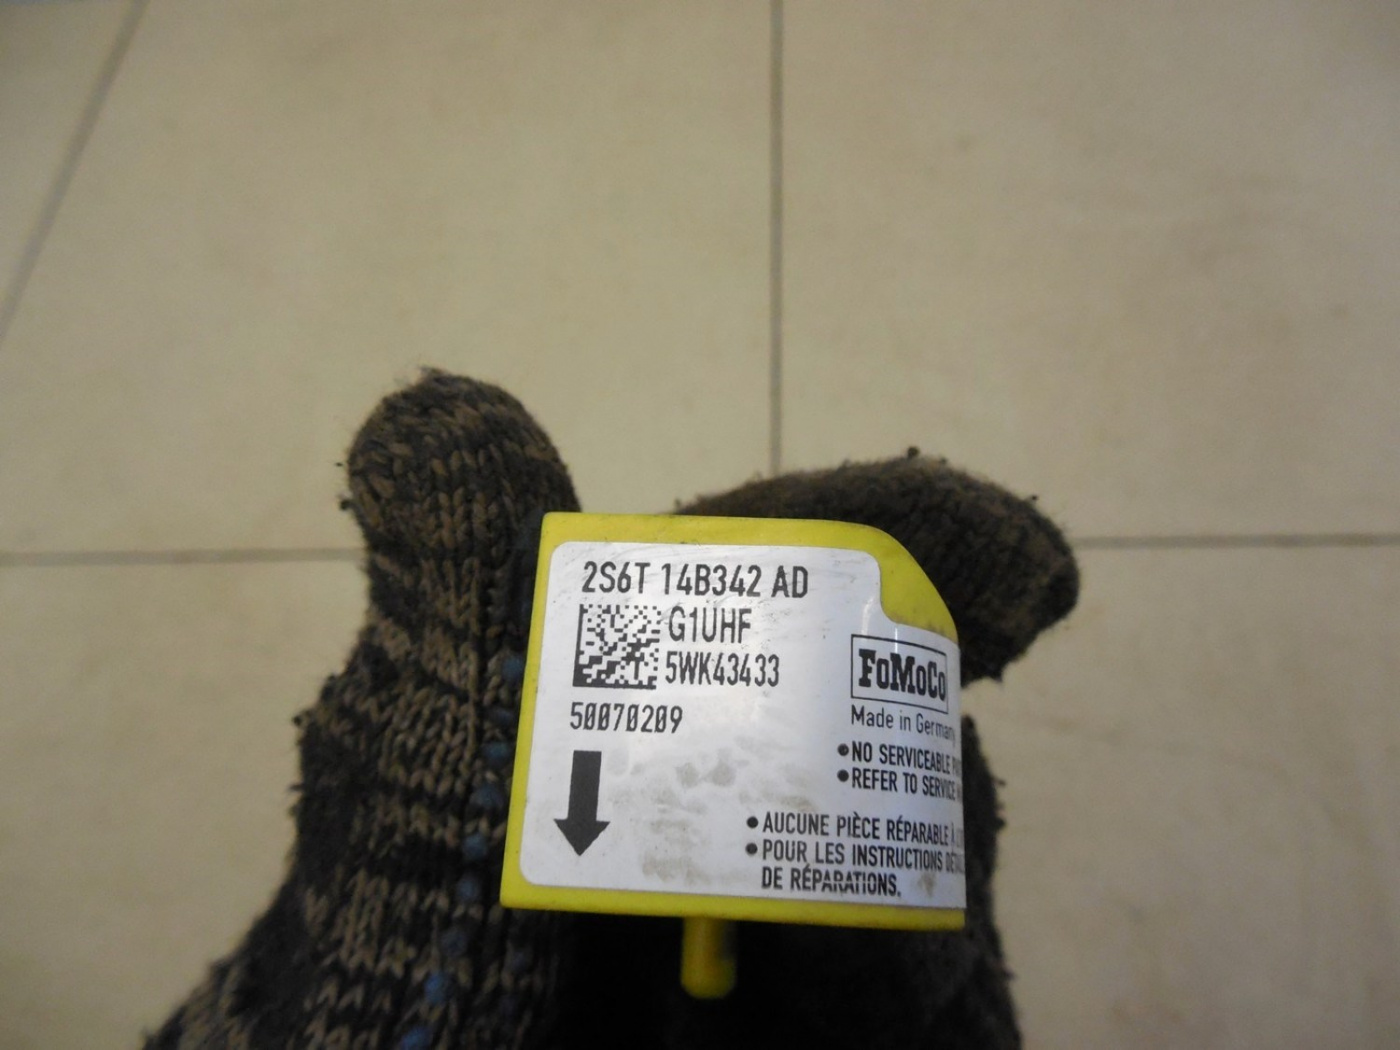 2S6T 14B342 AD
G1UHF
5WK43433
50070209
FoMoCo
Made in Germany
•NO SERVICEABLE
•REFER TO SERVICE
•AUCUNE PIÈCE RÉPARABLE À
•POUR LES INSTRUCTIONS
DE RÉPARATIONS.